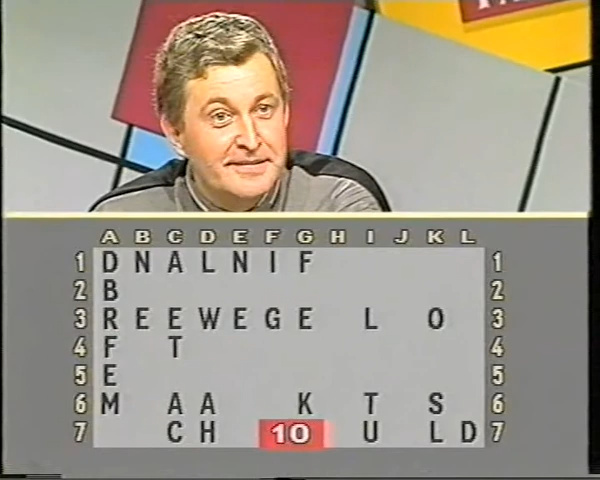 A B C D E F G H I J K L
1 D N A L N I F 1
2 B 2
3 R E E W E G E L O 3
4 F T 4
5 E 5
6 M A A K T S 6
7 C H 10 U L D 7